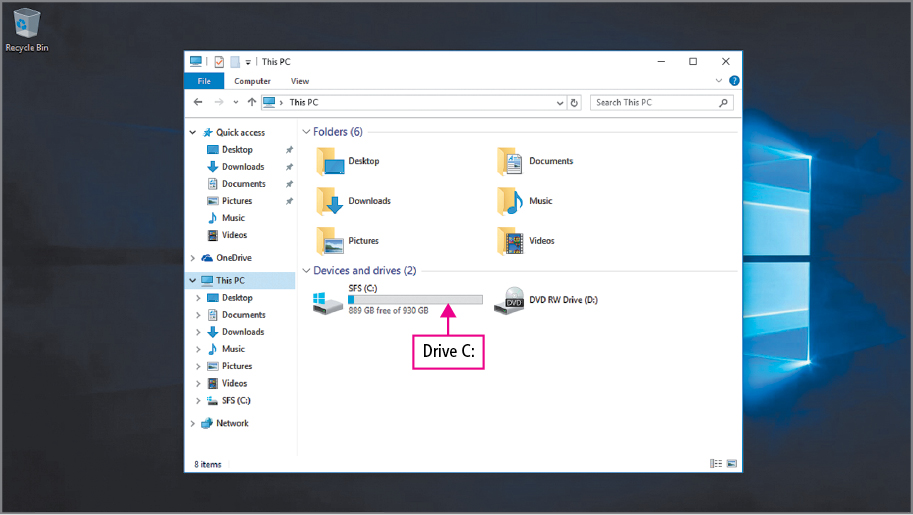 Recycle Bin
This PC
File Computer View
This PC
Search This PC
Quick access
Desktop
Downloads
Documents
Pictures
Music
Videos
OneDrive
This PC
Desktop
Documents
Downloads
Music
Pictures
Videos
SFS (C:)
Network
Folders (6)
Desktop
Documents
Downloads
Music
Pictures
Videos
Devices and drives (2)
SFS (C:)
889 GB free of 930 GB
DVD
DVD RW Drive (D:)
Drive C:
8 items